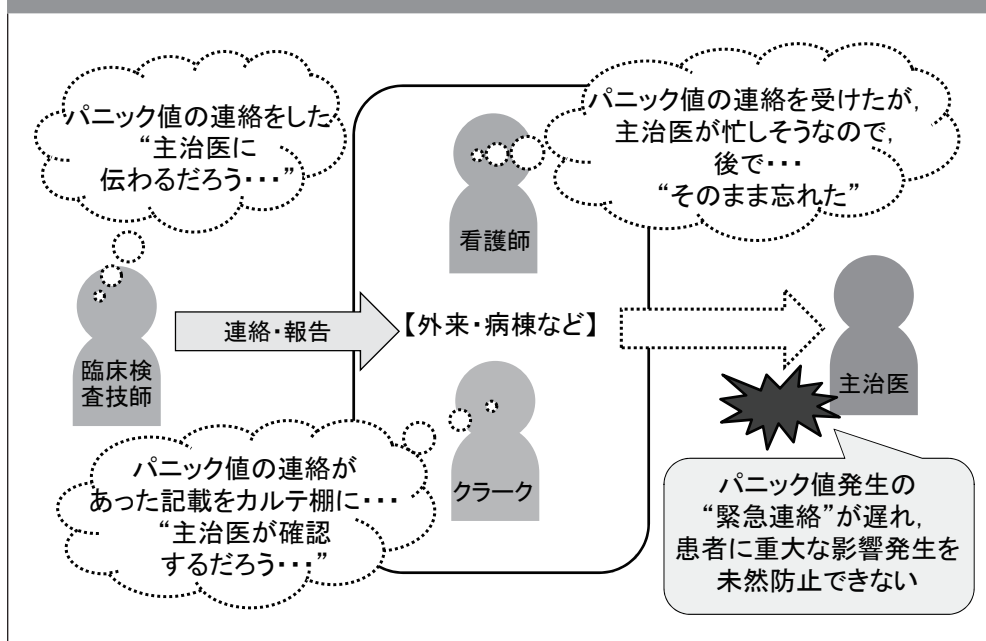 パニック値の連絡をした
“主治医に
伝わるだろう・・・”
パニック値の連絡を受けたが，
主治医が忙しそうなので，
後で・・・
“そのまま忘れた”
看護師
臨床検
査技師
連絡・報告
【外来・病棟など】
主治医
パニック値の連絡が
あった記載をカルテ棚に・・・
“主治医が確認
するだろう・・・”
クラーク
パニック値発生の
“緊急連絡”が遅れ，
患者に重大な影響発生を
未然防止できない